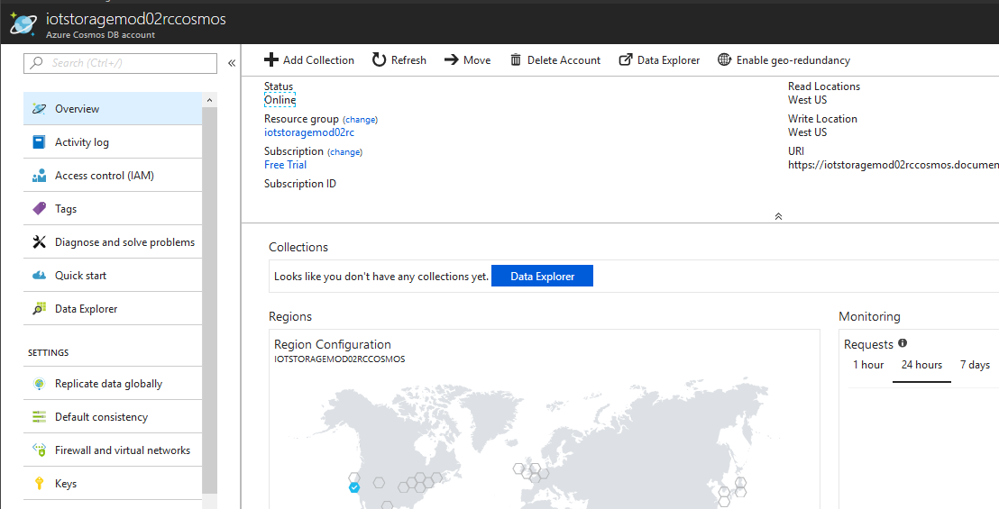 iotstoragemod02rccosmos
Azure Cosmos DB account
Search (Ctrl+/)
Overview
Activity log
Access control (IAM)
Tags
Diagnose and solve problems
Quick start
Data Explorer
SETTINGS
Replicate data globally
Default consistency
Firewall and virtual networks
Keys
Add Collection Refresh Move Delete Account Data Explorer Enable geo-redundancy
Status
Online
Resource group (change)
iotstoragemod02rc
Subscription (change)
Free Trial
Subscription ID
Read Locations
West US
Write Location
West US
URI
https://iotstoragemod02rccosmos.documen
Collections
Looks like you don't have any collections yet. Data Explorer
Regions
Region Configuration
IOTSTORAGEMOD02RCCOSMOS
Monitoring
Requests
1 hour 24 hours 7 days